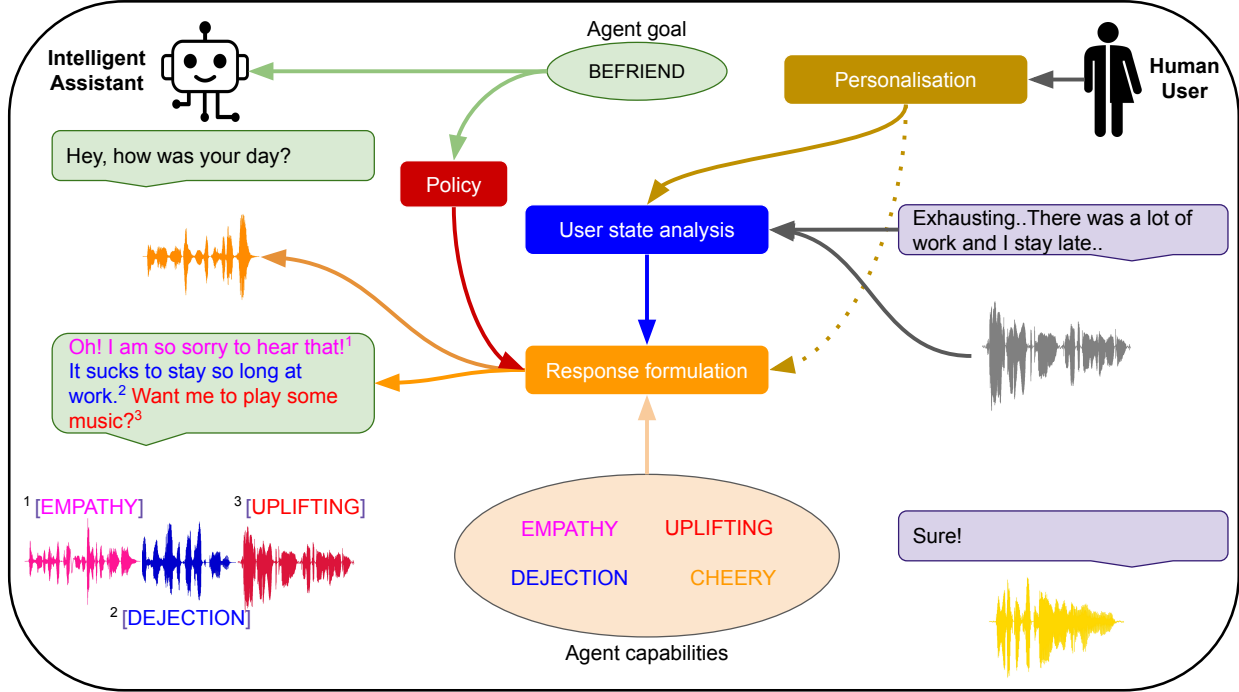 Intelligent
Assistant
Agent goal
BEFRIEND
Personalisation
Human
User
Hey, how was your day?
Policy
User state analysis
Exhausting..There was a lot of
work and I stay late..
Oh! I am so sorry to hear that!¹
It sucks to stay so long at
work.² Want me to play some
music?³
Response formulation
¹ [EMPATHY]
³ [UPLIFTING]
² [DEJECTION]
EMPATHY
UPLIFTING
DEJECTION
CHEERY
Agent capabilities
Sure!